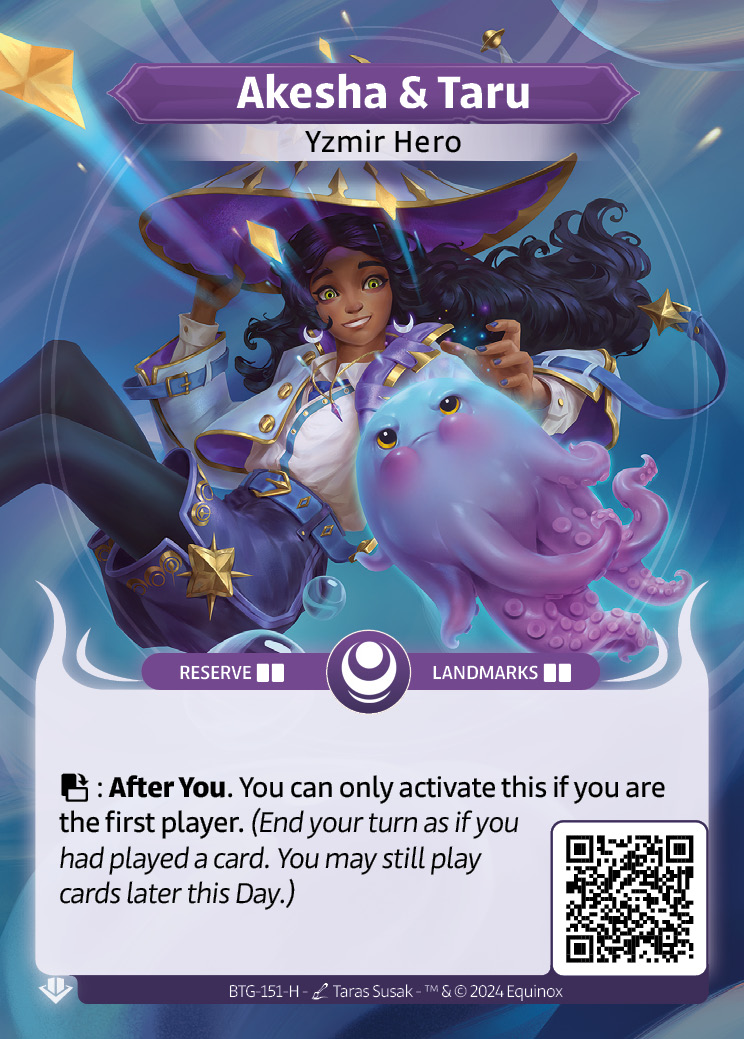 Akesha & Taru
Yzmir Hero
RESERVE
LANDMARKS
: After You. You can only activate this if you are
the first player. (End your turn as if you
had played a card. You may still play
cards later this Day.)
BTG-151-H - Taras Susak - ™ & © 2024 Equinox